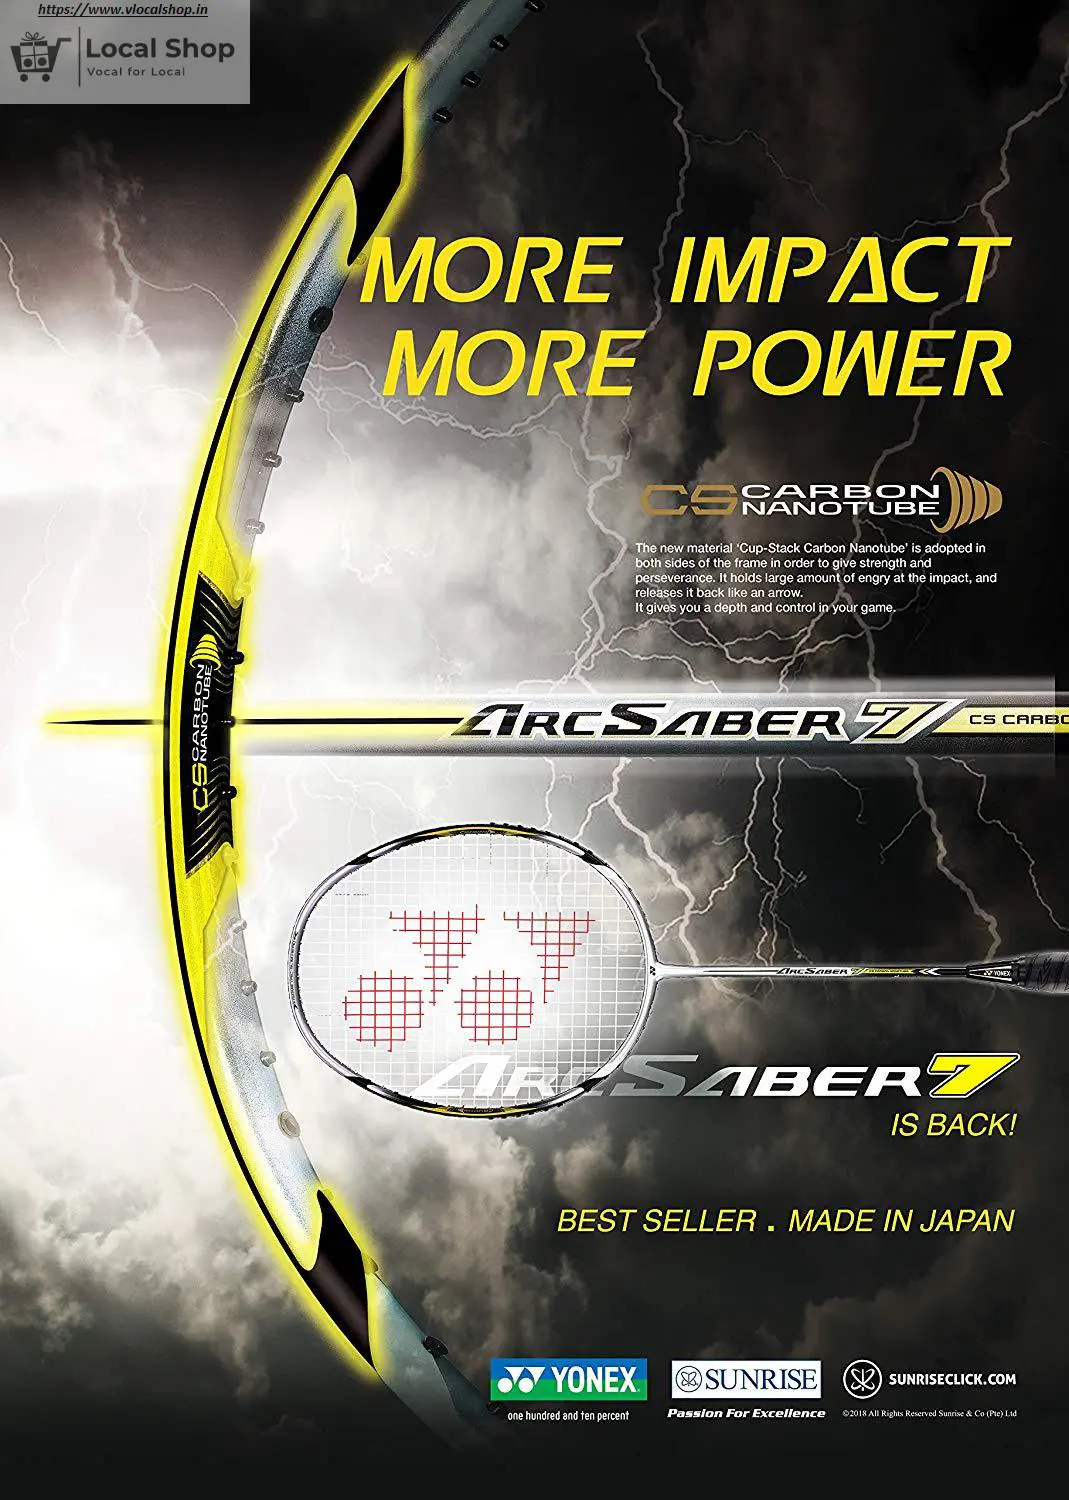 https://www.vlocalshop.in
Local Shop
Vocal for Local
MORE IMPACT
MORE POWER
CS CARBON
NANOTUBE
The new material 'Cup-Stack Carbon Nanotube' is adopted in
both sides of the frame in order to give strength and
perseverance. It holds large amount of engry at the impact, and
releases it back like an arrow.
It gives you a depth and control in your game.
CS CARBON
NANOTUBE
ARCSABER 7
CS CARBO
ARCSABER 7
YONEX
ARCSABER 7
IS BACK!
BEST SELLER . MADE IN JAPAN
YONEX
one hundred and ten percent
SUNRISE
Passion For Excellence
SUNRISECLICK.COM
©2018 All Rights Reserved Sunrise & Co (Pte) Ltd